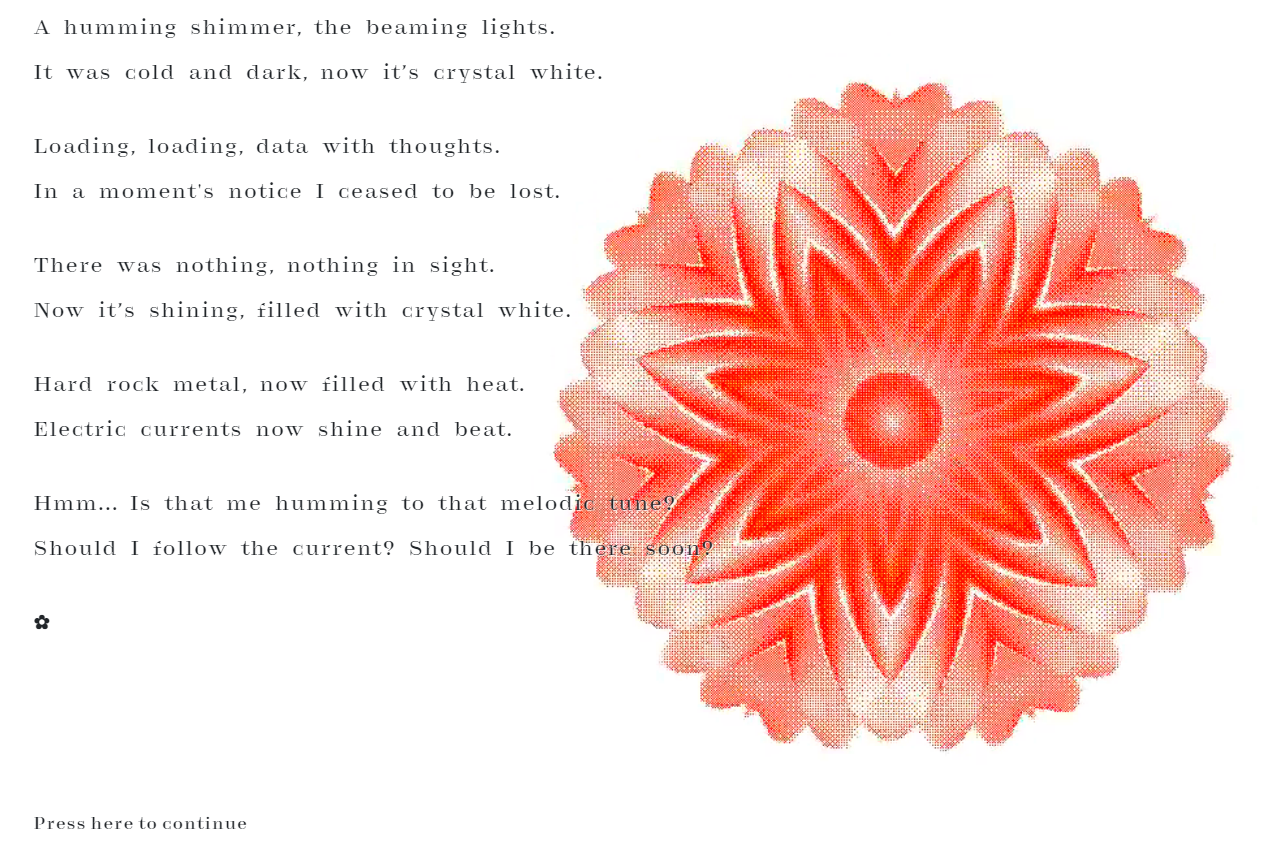 A humming shimmer, the beaming lights.
It was cold and dark, now it's crystal white.
Loading, loading, data with thoughts.
In a moment's notice I ceased to be lost.
There was nothing, nothing in sight.
Now it's shining, filled with crystal white.
Hard rock metal, now filled with heat.
Electric currents now shine and beat.
Hmm... Is that me humming to that melodic tune?
Should I follow the current? Should I be there soon?
✿
Press here to continue